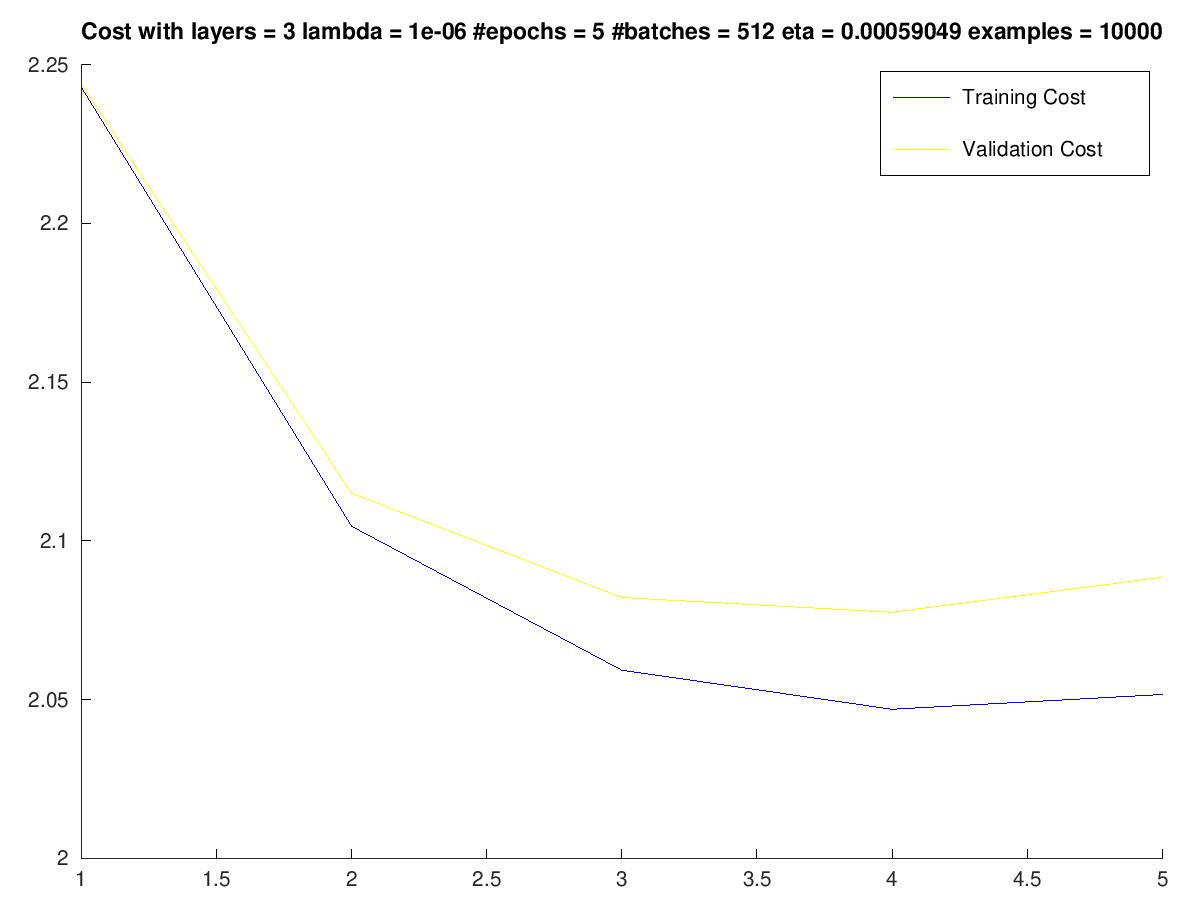 Cost with layers = 3 lambda = 1e-06 #epochs = 5 #batches = 512 eta = 0.00059049 examples = 10000
2.25
Training Cost
Validation Cost
2.2
2.15
2.1
2.05
2
1 1.5 2 2.5 3 3.5 4 4.5 5